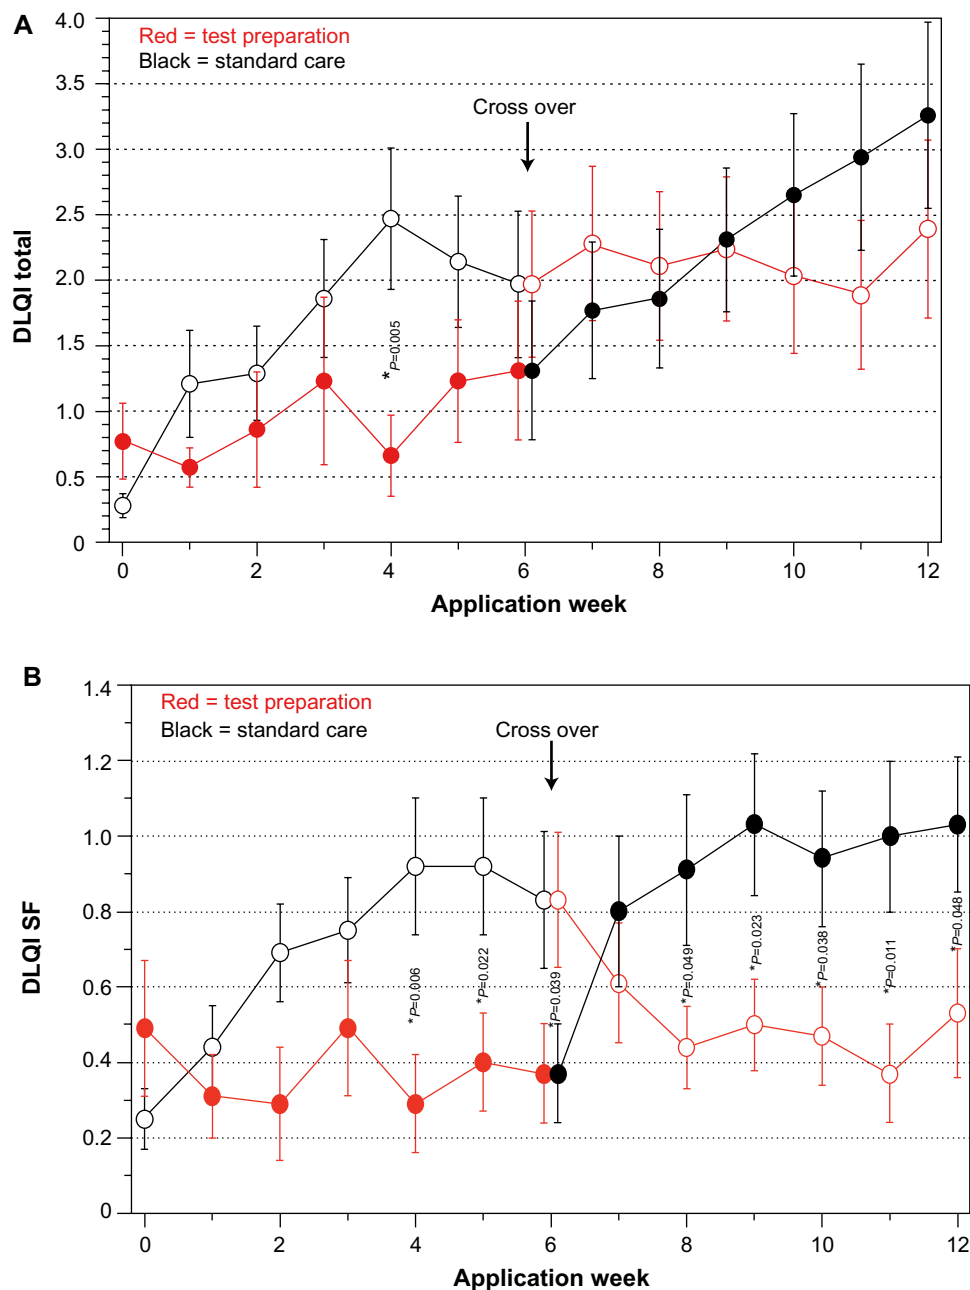 A
Red = test preparation
Black = standard care
Cross over
4.0
3.5
3.0
2.5
2.0
1.5
1.0
0.5
0
DLQI total
*P=0.005
0 2 4 6 8 10 12
Application week
B
Red = test preparation
Black = standard care
Cross over
1.4
1.2
1.0
0.8
0.6
0.4
0.2
0
DLQI SF
*P=0.006
*P=0.022
*P=0.039
*P=0.049
*P=0.023
*P=0.038
*P=0.011
*P=0.048
0 2 4 6 8 10 12
Application week